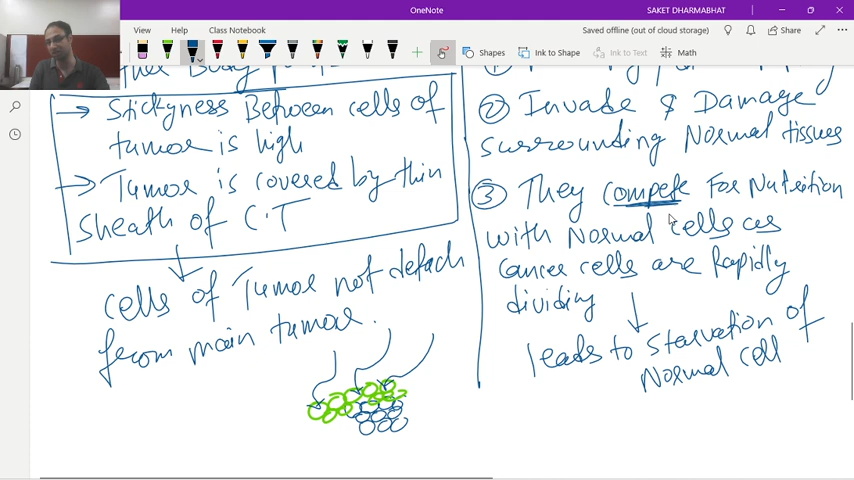 OneNote
SAKET DHARMABHAT
View Help Class Notebook
Saved offline (out of cloud storage)
Share
Shapes
Ink to Shape
Ink to Text
Math
Body
→ Stickyness Between cells of
tumor is high
→ Tumor is covered by thin
Sheath of C.T
cells of Tumor not detach
from main tumor.
① 
② Invade & Damage
surrounding Normal tissues
③ They compete For Nutrition
with Normal cells as
cancer cells are Rapidly
dividing
leads to starvation of
Normal cell